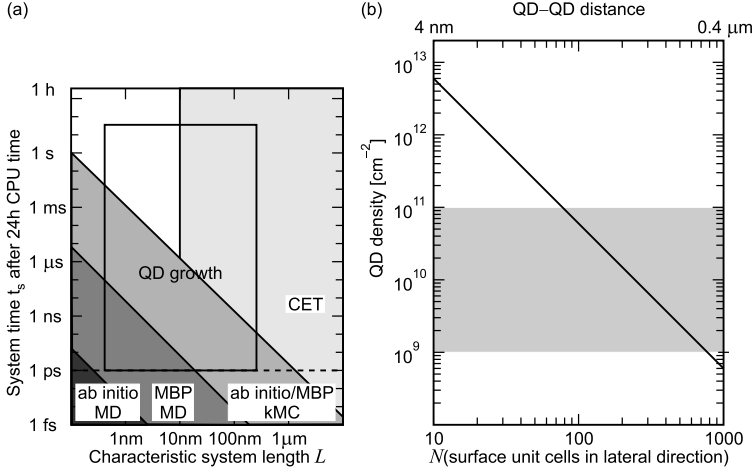 (a)
1 h
1 s
1 ms
1 μs
1 ns
1 ps
1 fs
System time ts after 24h CPU time
QD growth
CET
ab initio
MD
MBP
MD
ab initio/MBP
kMC
1nm
10nm
100nm
1μm
Characteristic system length L
(b)
QD−QD distance
4 nm
0.4 μm
10^13
10^12
10^11
10^10
10^9
QD density [cm−2]
10
100
1000
N(surface unit cells in lateral direction)